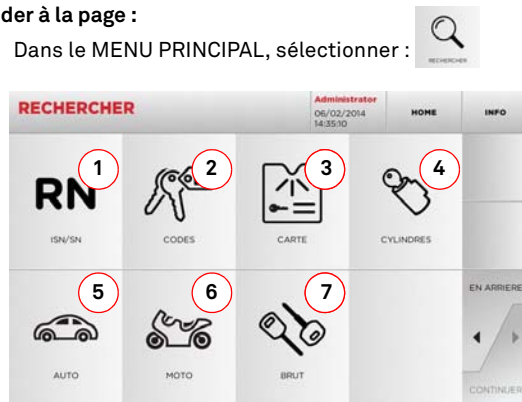 der à la page :
Dans le MENU PRINCIPAL, sélectionner :
RECHERCHER
RECHERCHER
Administrator
06/02/2014
14:35:10
HOME
INFO
1
2
3
4
RN
ISN/SN
CODES
CARTE
CYLINDRES
5
6
7
EN ARRIERE
AUTO
MOTO
BRUT
CONTINUER